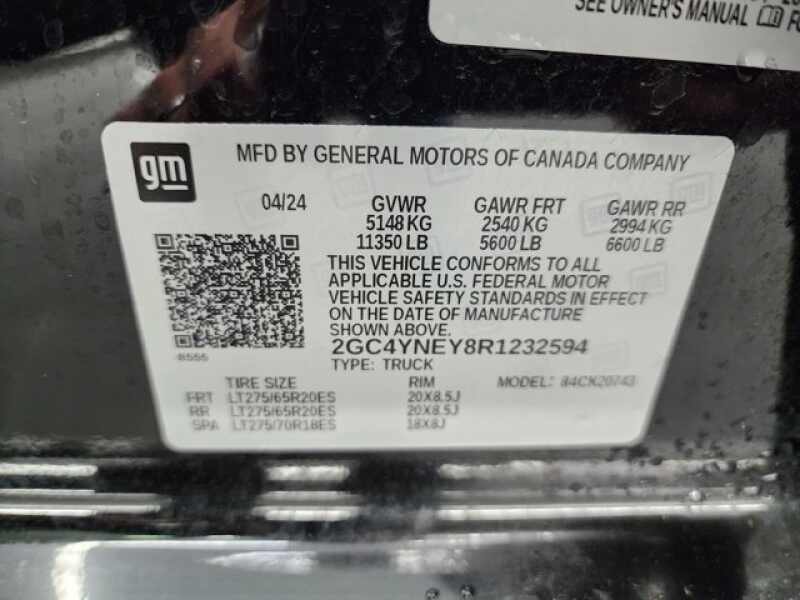 SEE OWNER'S MANUAL
gm
MFD BY GENERAL MOTORS OF CANADA COMPANY
04/24 GVWR GAWR FRT GAWR RR
5148 KG 2540 KG 2994 KG
11350 LB 5600 LB 6600 LB
THIS VEHICLE CONFORMS TO ALL
APPLICABLE U.S. FEDERAL MOTOR
VEHICLE SAFETY STANDARDS IN EFFECT
ON THE DATE OF MANUFACTURE
SHOWN ABOVE.
2GC4YNEY8R1232594
TYPE: TRUCK
TIRE SIZE RIM MODEL: 84CK20743
FRT LT275/65R20ES 20X8.5J
RR LT275/65R20ES 20X8.5J
SPA LT275/70R18ES 18X8J